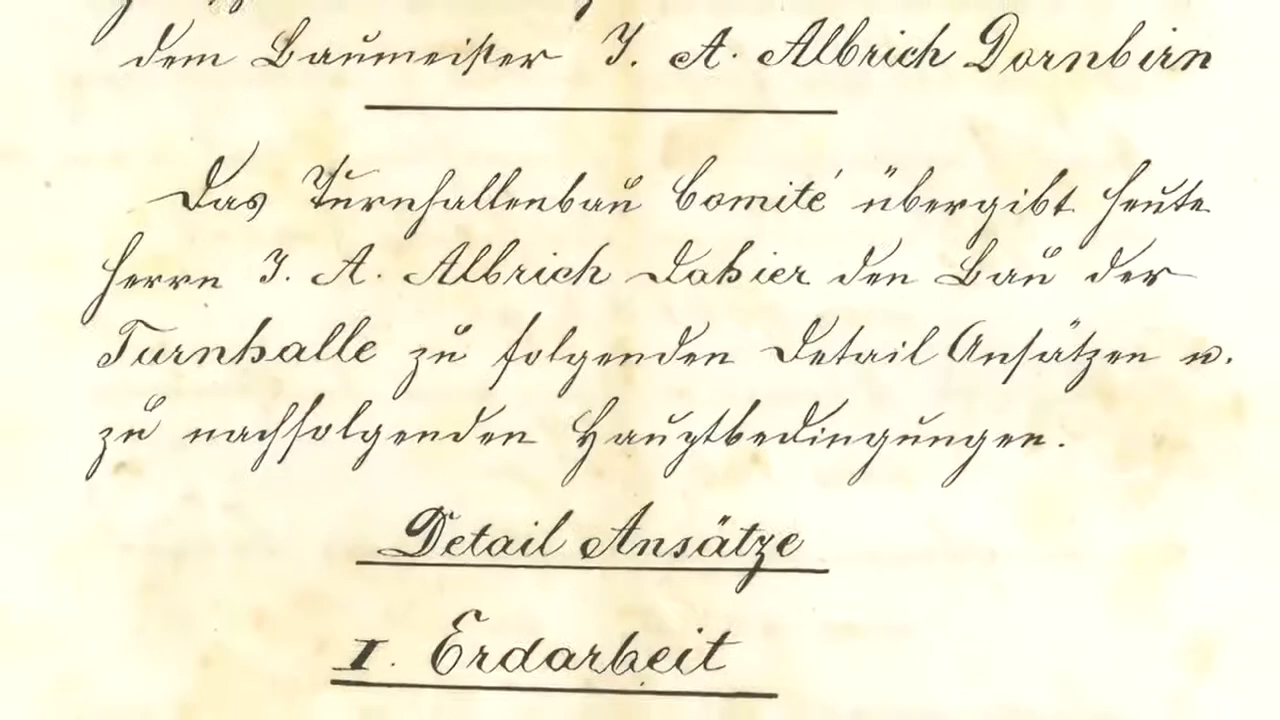 dem Baumeister J. A. Albrich Dornbirn
Das Turnhallenbau Comité übergibt heute
Herrn J. A. Albrich Dahier den Bau der
Turnhalle zu folgenden Detail Ansätzen u.
zu nachfolgenden Hauptbedingungen.
Detail Ansätze
I. Erdarbeit